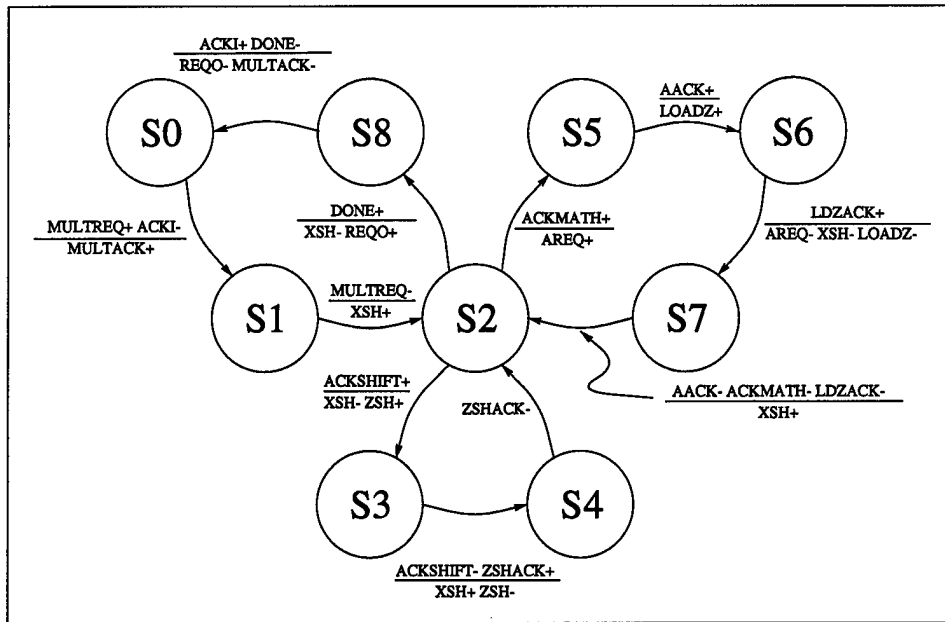 ACKI+ DONE-
REQO- MULTACK-
AACK+
LOADZ+
S0
S8
S5
S6
MULTREQ+ ACKI-
MULTACK+
DONE+
XSH- REQO+
ACKMATH+
AREQ+
LDZACK+
AREQ- XSH- LOADZ-
S1
MULTREQ-
XSH+
S2
S7
ACKSHIFT+
XSH- ZSH+
ZSHACK-
AACK- ACKMATH- LDZACK-
XSH+
S3
S4
ACKSHIFT- ZSHACK+
XSH+ ZSH-